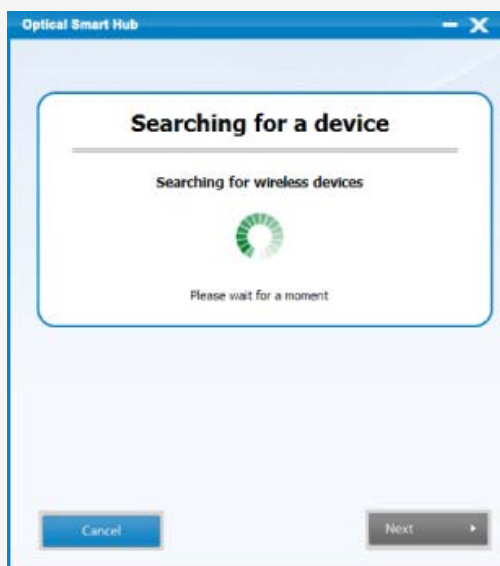 Optical Smart Hub
Searching for a device
Searching for wireless devices
Please wait for a moment
Cancel
Next